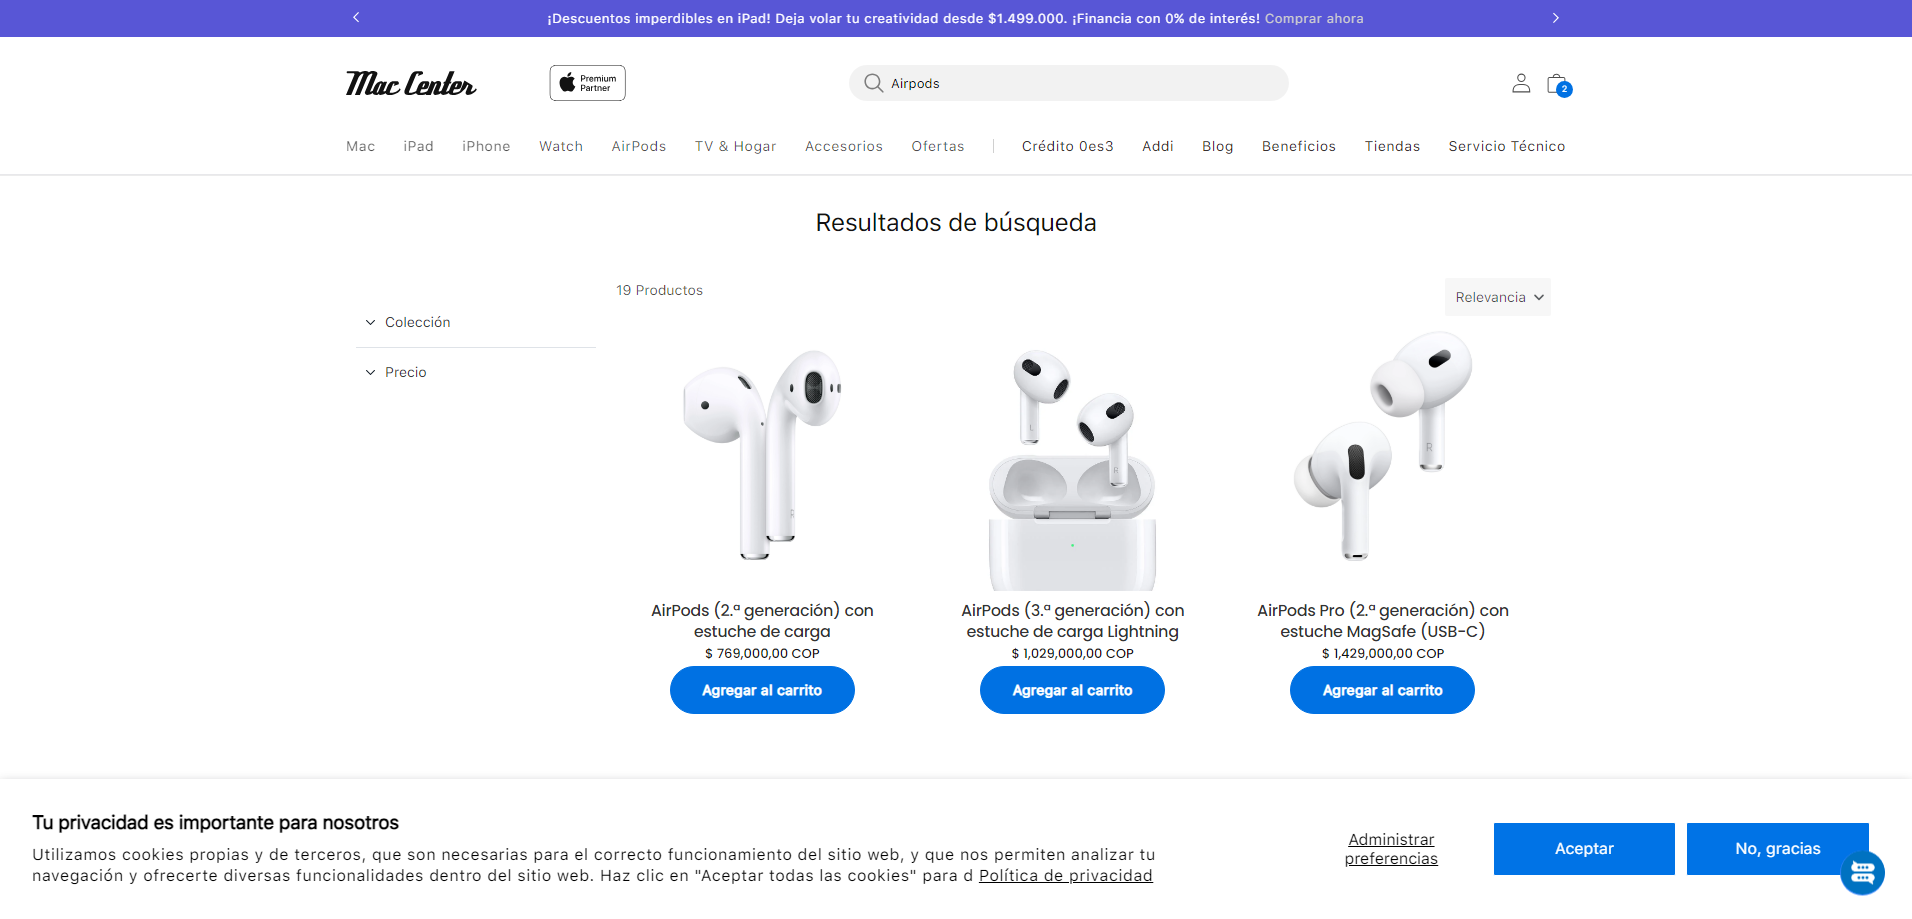 ¡Descuentos imperdibles en iPad! Deja volar tu creatividad desde $1.499.000. ¡Financia con 0% de interés! Comprar ahora
Mac Center
Premium
Partner
Airpods
2
Mac iPad iPhone Watch AirPods TV & Hogar Accesorios Ofertas Crédito 0es3 Addi Blog Beneficios Tiendas Servicio Técnico
Resultados de búsqueda
19 Productos
Relevancia
Colección
Precio
L
R
R
R
AirPods (2.ª generación) con
estuche de carga
$ 769,000,00 COP
Agregar al carrito
AirPods (3.ª generación) con
estuche de carga Lightning
$ 1,029,000,00 COP
Agregar al carrito
AirPods Pro (2.ª generación) con
estuche MagSafe (USB-C)
$ 1,429,000,00 COP
Agregar al carrito
Tu privacidad es importante para nosotros
Utilizamos cookies propias y de terceros, que son necesarias para el correcto funcionamiento del sitio web, y que nos permiten analizar tu
navegación y ofrecerte diversas funcionalidades dentro del sitio web. Haz clic en "Aceptar todas las cookies" para d Política de privacidad
Administrar
preferencias
Aceptar
No, gracias